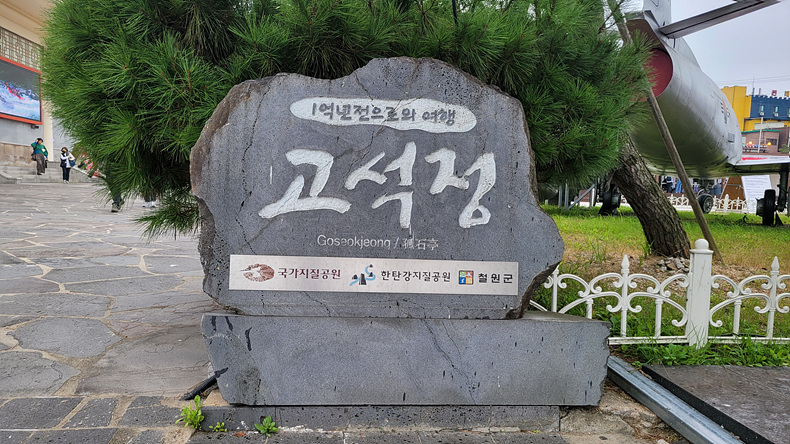 1억년전으로의 여행
고석정
Goseokjeong / 孤石亭
국가지질공원 한탄강지질공원 철원군